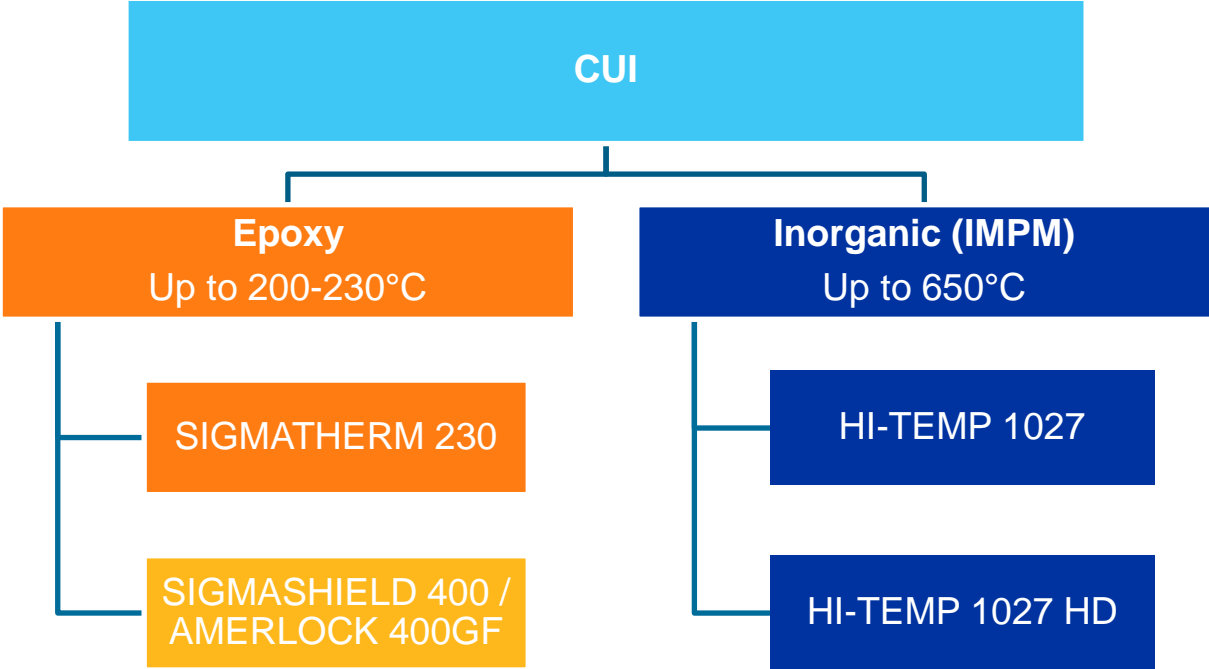 CUI
Epoxy
Up to 200-230°C
SIGMATHERM 230
SIGMASHIELD 400 /
AMERLOCK 400GF
Inorganic (IMPM)
Up to 650°C
HI-TEMP 1027
HI-TEMP 1027 HD